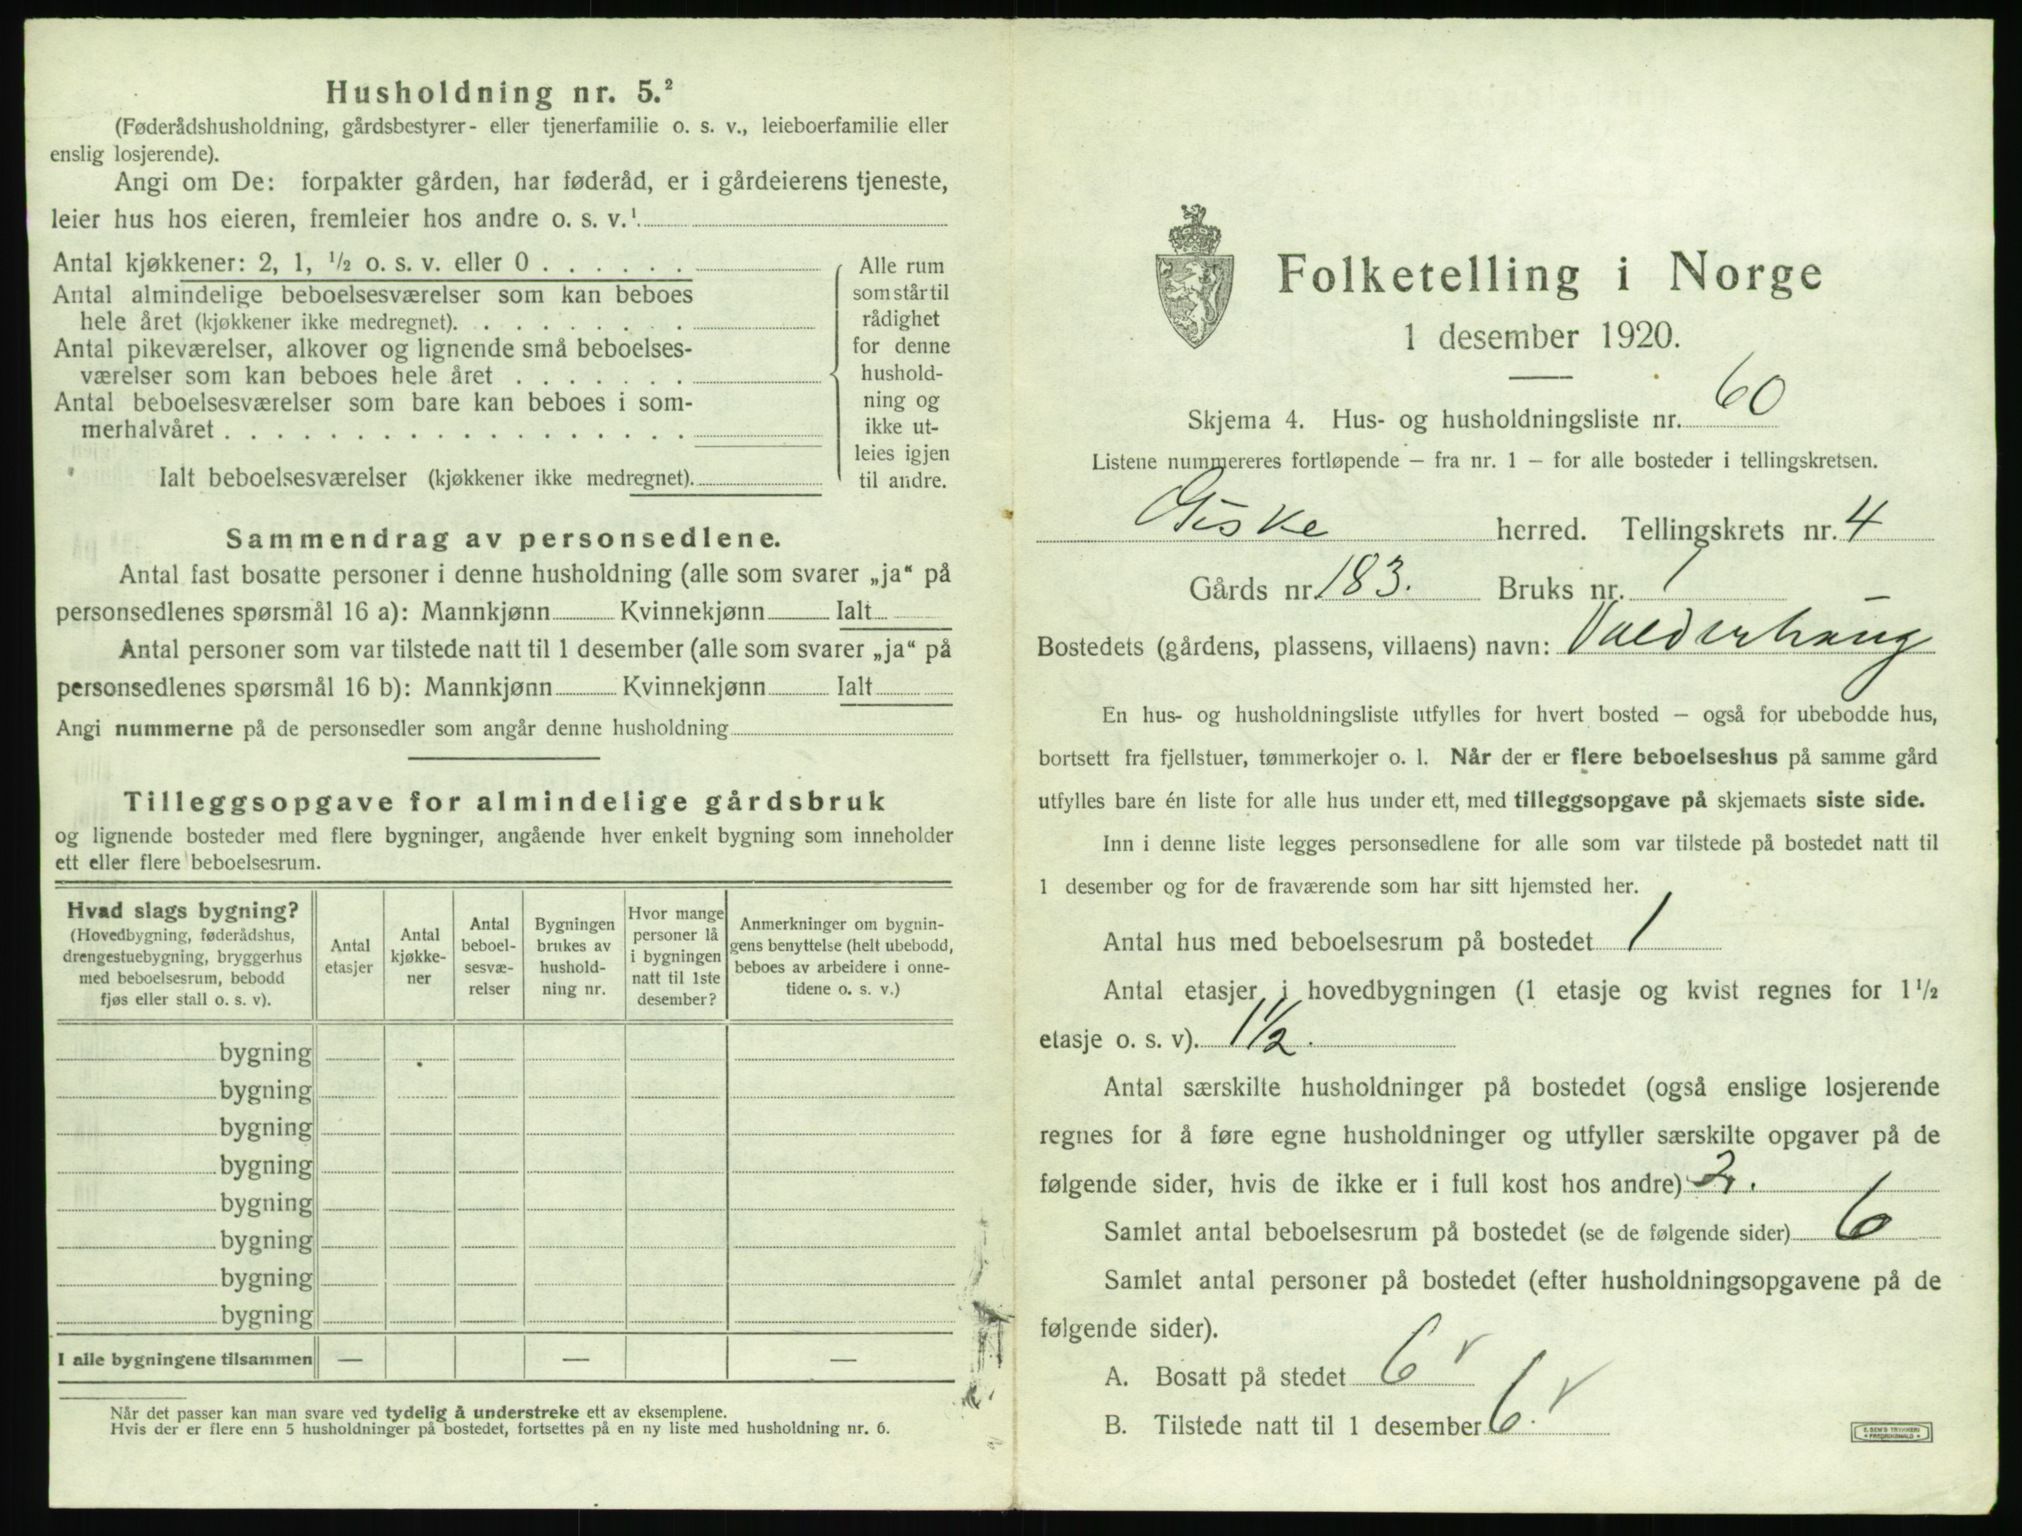 Husholdning nr. 5.²
(Føderådshusholdning, gårdsbestyrer- eller tjenerfamilie o. s. v., leieboerfamilie eller
enslig losjerende).
Angi om De: forpakter gården, har føderåd, er i gårdeierens tjeneste,
leier hus hos eieren, fremleier hos andre o. s. v.¹
Antal kjøkkener: 2, 1, ½ o. s. v. eller 0 . . . . . .
Antal almindelige beboelsesværelser som kan beboes
hele året (kjøkkener ikke medregnet). . . . . . . . .
Antal pikeværelser, alkover og lignende små beboelses-
værelser som kan beboes hele året . . . . . . .
Antal beboelsesværelser som bare kan beboes i som-
merhalvåret . . . . . . . . . . . . . . . . . .
Ialt beboelsesværelser (kjøkkener ikke medregnet).
Alle rum
som står til
rådighet
for denne
hushold-
ning og
ikke ut-
leies igjen
til andre.
Sammendrag av personsedlene.
Antal fast bosatte personer i denne husholdning (alle som svarer „ja“ på
personsedlenes spørsmål 16 a): Mannkjønn Kvinnekjønn Ialt
Antal personer som var tilstede natt til 1 desember (alle som svarer „ja“ på
personsedlenes spørsmål 16 b): Mannkjønn Kvinnekjønn Ialt
Angi nummerne på de personsedler som angår denne husholdning
Tilleggsopgave for almindelige gårdsbruk
og lignende bosteder med flere bygninger, angående hver enkelt bygning som inneholder
ett eller flere beboelsesrum.
Hvad slags bygning?
(Hovedbygning, føderådshus,
drengestuebygning, bryggerhus
med beboelsesrum, bebodd
fjøs eller stall o. s. v).
Antal
etasjer
Antal
kjøkke-
ner
Antal
beboel-
sesvæ-
relser
Bygningen
brukes av
hushold-
ning nr.
Hvor mange
personer lå
i bygningen
natt til 1ste
desember?
Anmerkninger om bygnin-
gens benyttelse (helt ubebodd,
beboes av arbeidere i onne-
tidene o. s. v.)
bygning
bygning
bygning
bygning
bygning
bygning
bygning
bygning
I alle bygningene tilsammen — — —
Når det passer kan man svare ved tydelig å understreke ett av eksemplene.
Hvis der er flere enn 5 husholdninger på bostedet, fortsettes på en ny liste med husholdning nr. 6.
Folketelling i Norge
1 desember 1920.
Skjema 4. Hus- og husholdningsliste nr. 60
Listene nummereres fortløpende – fra nr. 1 – for alle bosteder i tellingskretsen.
Giske herred. Tellingskrets nr. 4
Gårds nr. 183. Bruks nr. 1
Bostedets (gårdens, plassens, villaens) navn: Valderhaug
En hus- og husholdningsliste utfylles for hvert bosted – også for ubebodde hus,
bortsett fra fjellstuer, tømmerkojer o. l. Når der er flere beboelseshus på samme gård
utfylles bare én liste for alle hus under ett, med tilleggsopgave på skjemaets siste side.
Inn i denne liste legges personsedlene for alle som var tilstede på bostedet natt til
1 desember og for de fraværende som har sitt hjemsted her.
Antal hus med beboelsesrum på bostedet 1
Antal etasjer i hovedbygningen (1 etasje og kvist regnes for 1½
etasje o. s. v). 1½.
Antal særskilte husholdninger på bostedet (også enslige losjerende
regnes for å føre egne husholdninger og utfyller særskilte opgaver på de
følgende sider, hvis de ikke er i full kost hos andre) 2.
Samlet antal beboelsesrum på bostedet (se de følgende sider) 6
Samlet antal personer på bostedet (efter husholdningsopgavene på de
følgende sider).
A. Bosatt på stedet 6 v
B. Tilstede natt til 1 desember 6. v